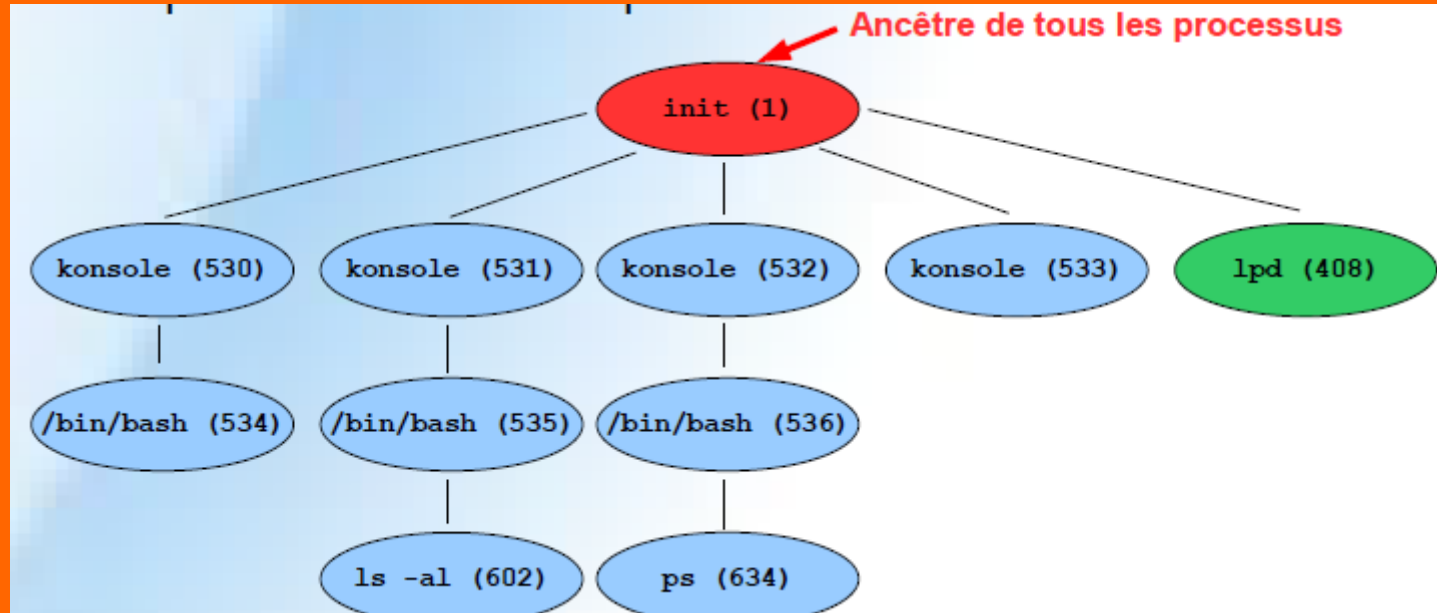 Ancêtre de tous les processus
init (1)
konsole (530) konsole (531) konsole (532) konsole (533) lpd (408)
/bin/bash (534) /bin/bash (535) /bin/bash (536)
ls -al (602) ps (634)